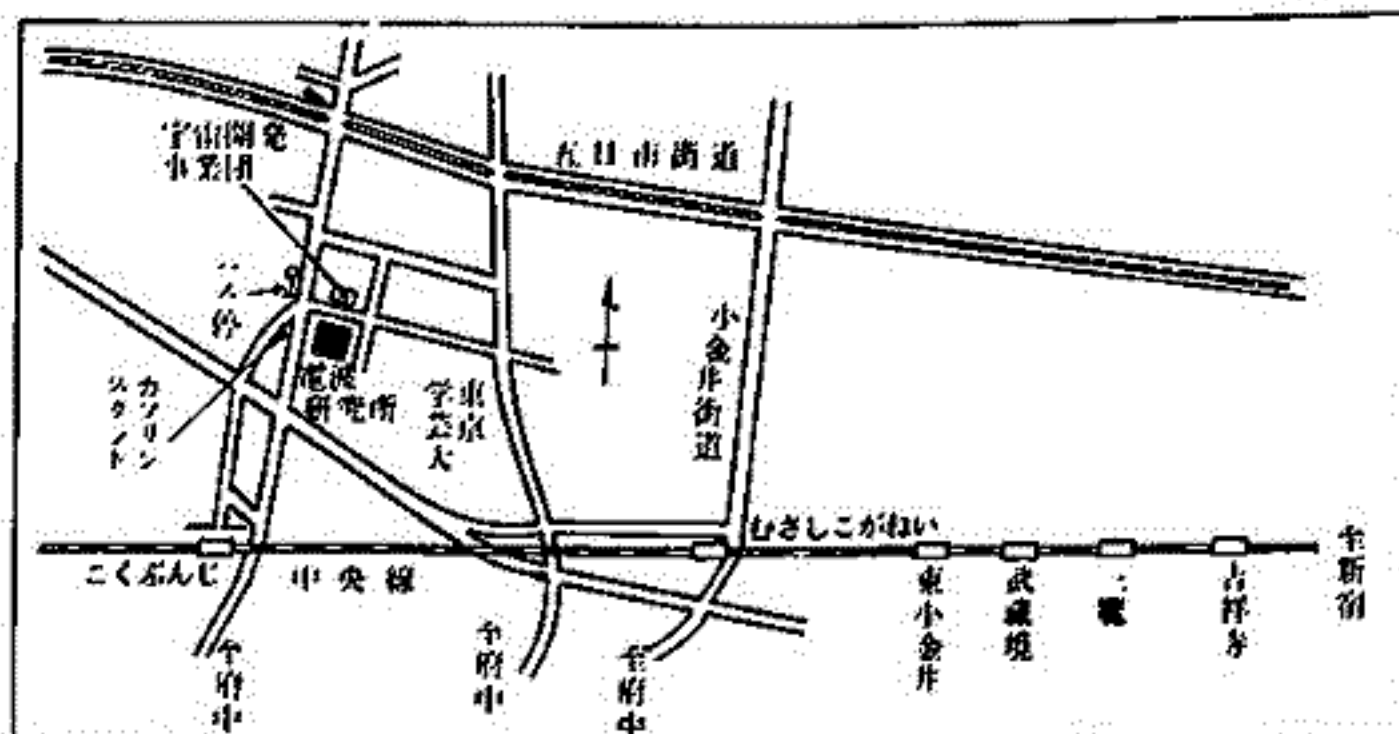 宇宙開発
事業団
五日市街道
バス停
小金井街道
ガソリン
スタンド
電波
研究所
東京
学芸大
むさしこがねい
こくぶんじ
中央線
東小金井
武蔵境
三鷹
吉祥寺
至新宿
至府中
至府中
至府中